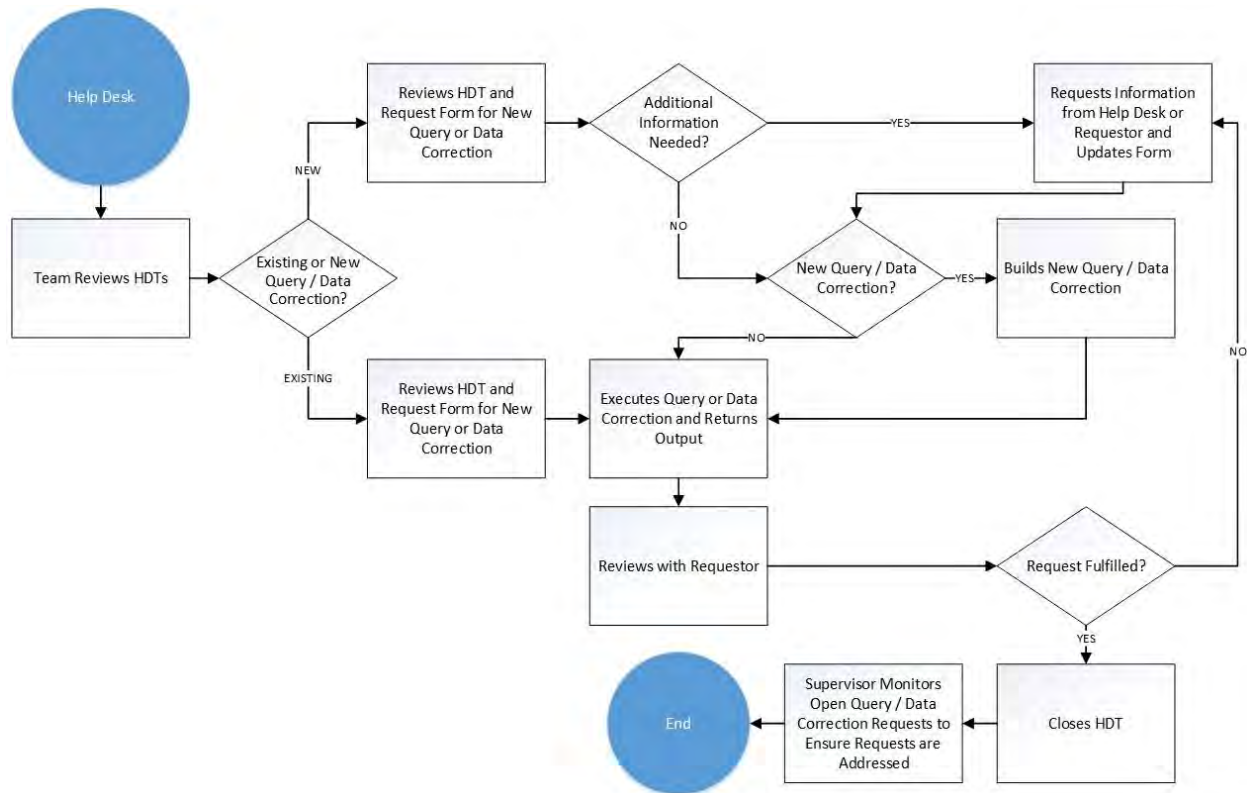 Help Desk
Team Reviews HDTs
Existing or New
Query / Data
Correction?
NEW
Reviews HDT and
Request Form for New
Query or Data
Correction
Additional
Information
Needed?
YES
Requests Information
from Help Desk or
Requestor and
Updates Form
NO
New Query / Data
Correction?
YES
Builds New Query / Data
Correction
NO
EXISTING
Reviews HDT and
Request Form for New
Query or Data
Correction
Executes Query or Data
Correction and Returns
Output
Reviews with Requestor
Request Fulfilled?
NO
YES
Closes HDT
Supervisor Monitors
Open Query / Data
Correction Requests to
Ensure Requests are
Addressed
End